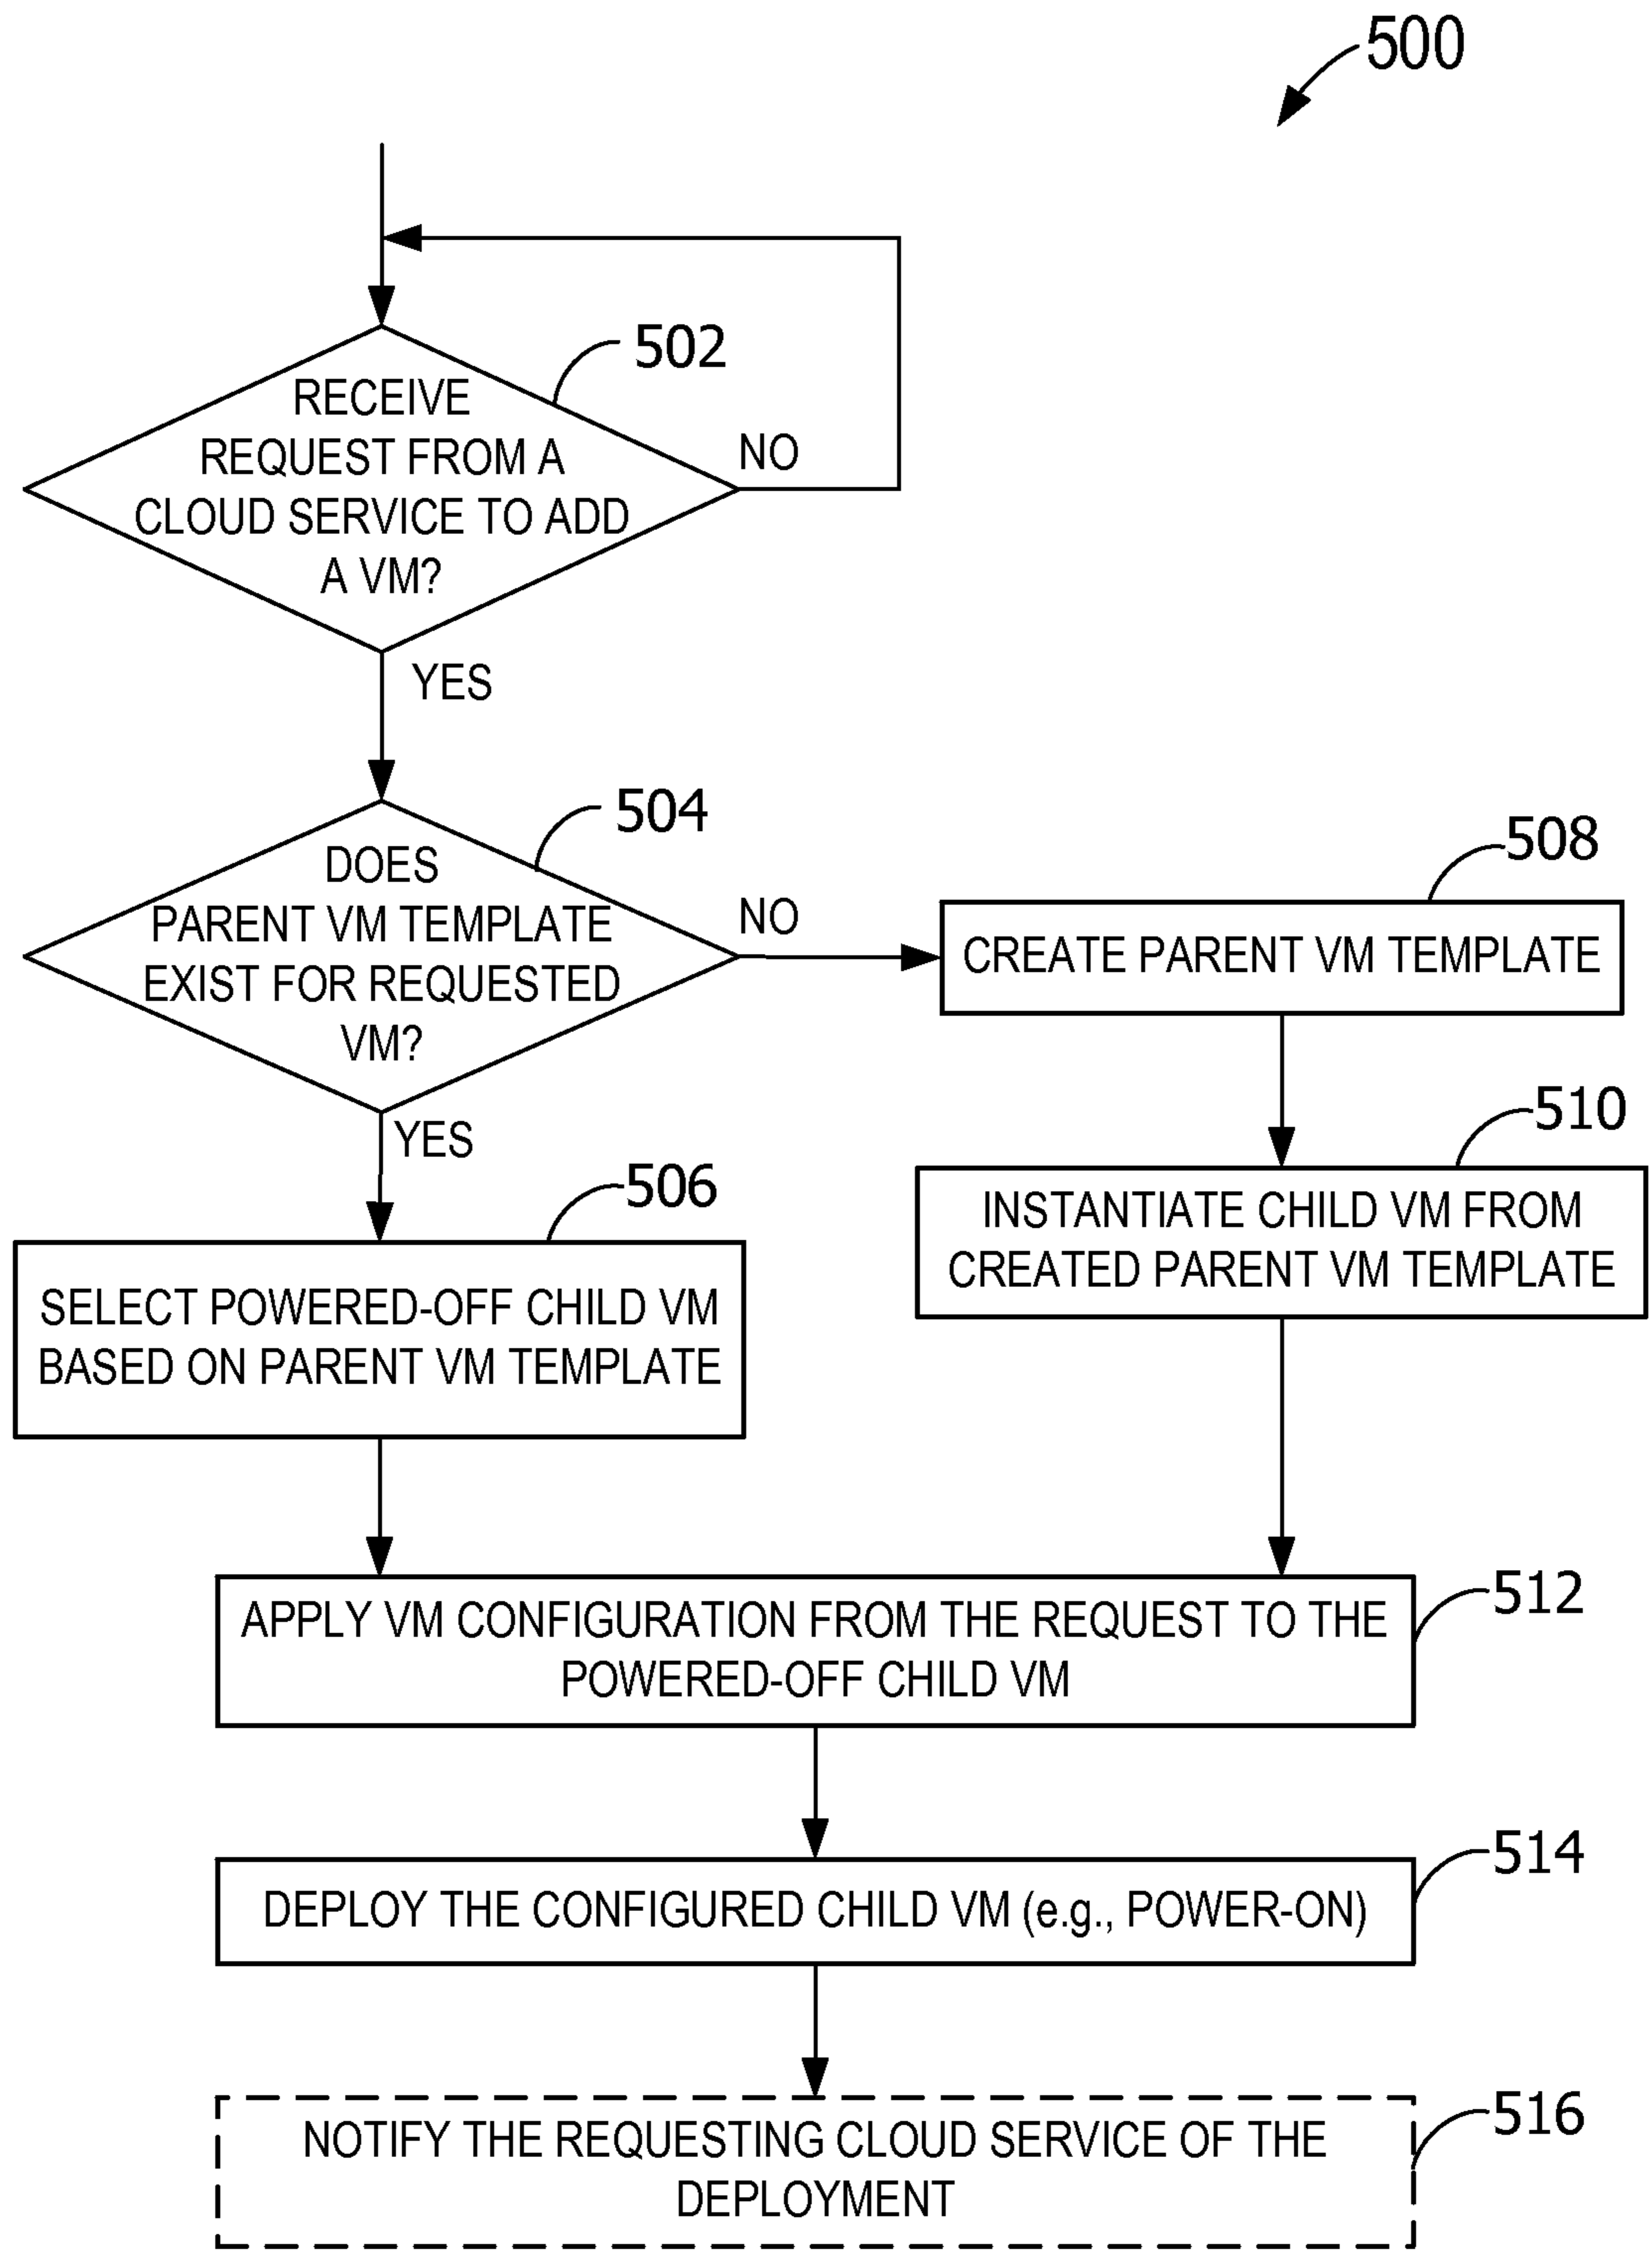 500
502
RECEIVE
REQUEST FROM A
CLOUD SERVICE TO ADD
A VM?
NO
YES
504
DOES
PARENT VM TEMPLATE
EXIST FOR REQUESTED
VM?
NO
508
CREATE PARENT VM TEMPLATE
YES
510
INSTANTIATE CHILD VM FROM
CREATED PARENT VM TEMPLATE
506
SELECT POWERED-OFF CHILD VM
BASED ON PARENT VM TEMPLATE
512
APPLY VM CONFIGURATION FROM THE REQUEST TO THE
POWERED-OFF CHILD VM
514
DEPLOY THE CONFIGURED CHILD VM (e.g., POWER-ON)
516
NOTIFY THE REQUESTING CLOUD SERVICE OF THE
DEPLOYMENT